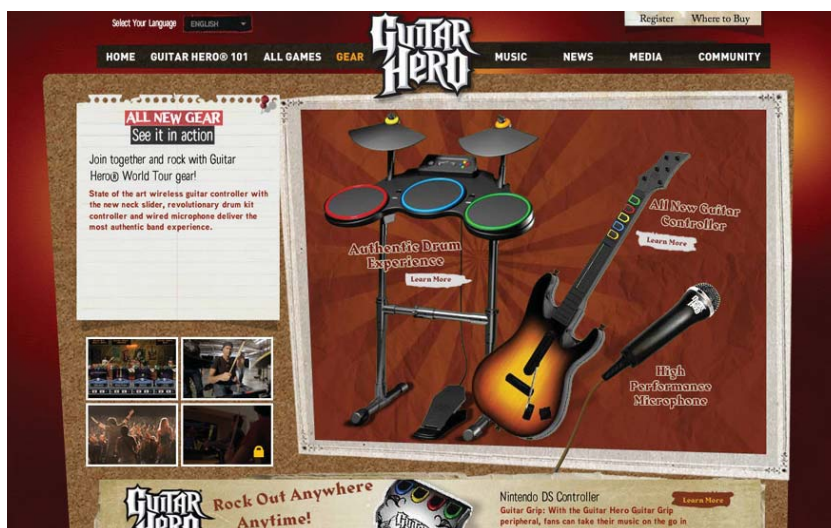 Select Your Language
ENGLISH
Register
Where to Buy
HOME
GUITAR HERO® 101
ALL GAMES
GEAR
GUITAR
HERO
MUSIC
NEWS
MEDIA
COMMUNITY
ALL NEW GEAR
See it in action
Join together and rock with Guitar
Hero® World Tour gear!
State of the art wireless guitar controller with
the new neck slider, revolutionary drum kit
controller and wired microphone deliver the
most authentic band experience.
Authentic Drum
Experience
Learn More
All New Guitar
Controller
Learn More
High
Performance
Microphone
GUITAR
HERO
Rock Out Anywhere
Anytime!
Nintendo DS Controller
Learn More
Guitar Grip: With the Guitar Hero Guitar Grip
peripheral, fans can take their music on the go in